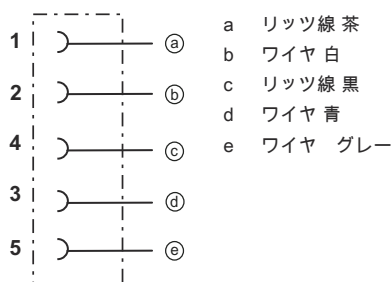 1 ⓐ
2 ⓑ
4 ⓒ
3 ⓓ
5 ⓔ
a リッツ線 茶
b ワイヤ 白
c リッツ線 黒
d ワイヤ 青
e ワイヤ　グレー